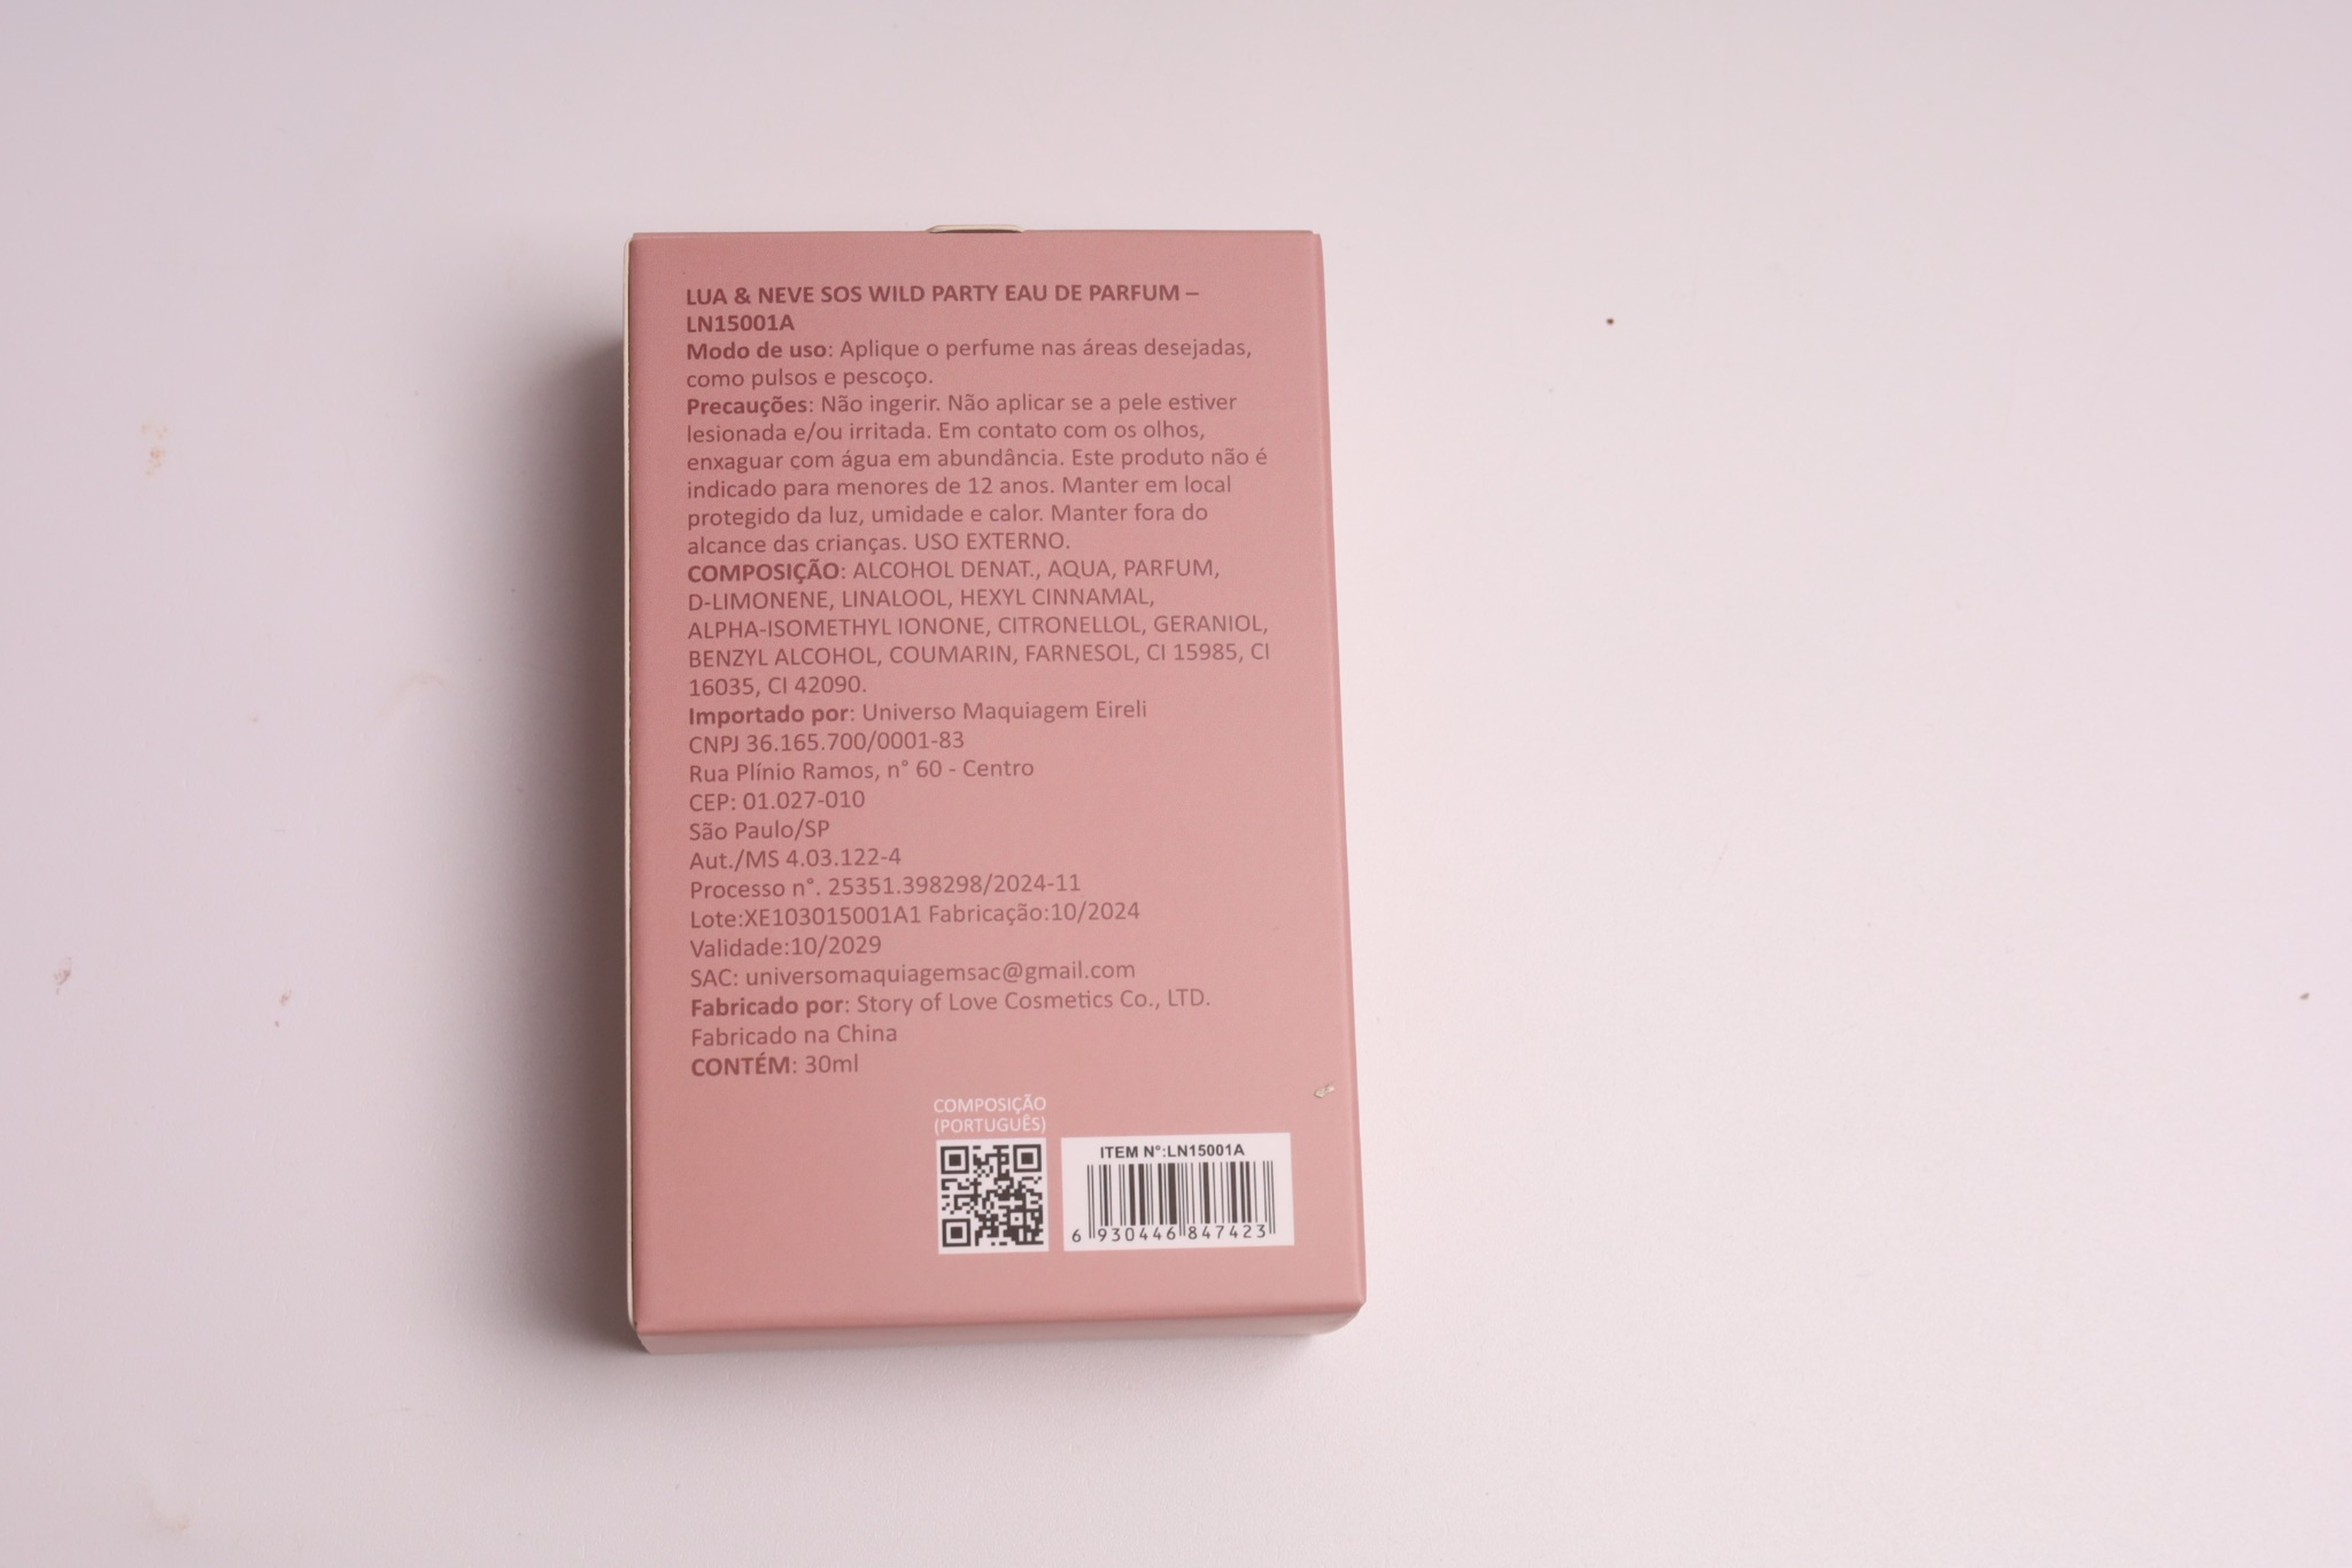 LUA & NEVE SOS WILD PARTY EAU DE PARFUM –
LN15001A
Modo de uso: Aplique o perfume nas áreas desejadas,
como pulsos e pescoço.
Precauções: Não ingerir. Não aplicar se a pele estiver
lesionada e/ou irritada. Em contato com os olhos,
enxaguar com água em abundância. Este produto não é
indicado para menores de 12 anos. Manter em local
protegido da luz, umidade e calor. Manter fora do
alcance das crianças. USO EXTERNO.
COMPOSIÇÃO: ALCOHOL DENAT., AQUA, PARFUM,
D-LIMONENE, LINALOOL, HEXYL CINNAMAL,
ALPHA-ISOMETHYL IONONE, CITRONELLOL, GERANIOL,
BENZYL ALCOHOL, COUMARIN, FARNESOL, CI 15985, CI
16035, CI 42090.
Importado por: Universo Maquiagem Eireli
CNPJ 36.165.700/0001-83
Rua Plínio Ramos, n° 60 - Centro
CEP: 01.027-010
São Paulo/SP
Aut./MS 4.03.122-4
Processo n°. 25351.398298/2024-11
Lote:XE103015001A1 Fabricação:10/2024
Validade:10/2029
SAC: universomaquiagemsac@gmail.com
Fabricado por: Story of Love Cosmetics Co., LTD.
Fabricado na China
CONTÉM: 30ml
COMPOSIÇÃO
(PORTUGUÊS)
ITEM N°:LN15001A
6 930446 847423